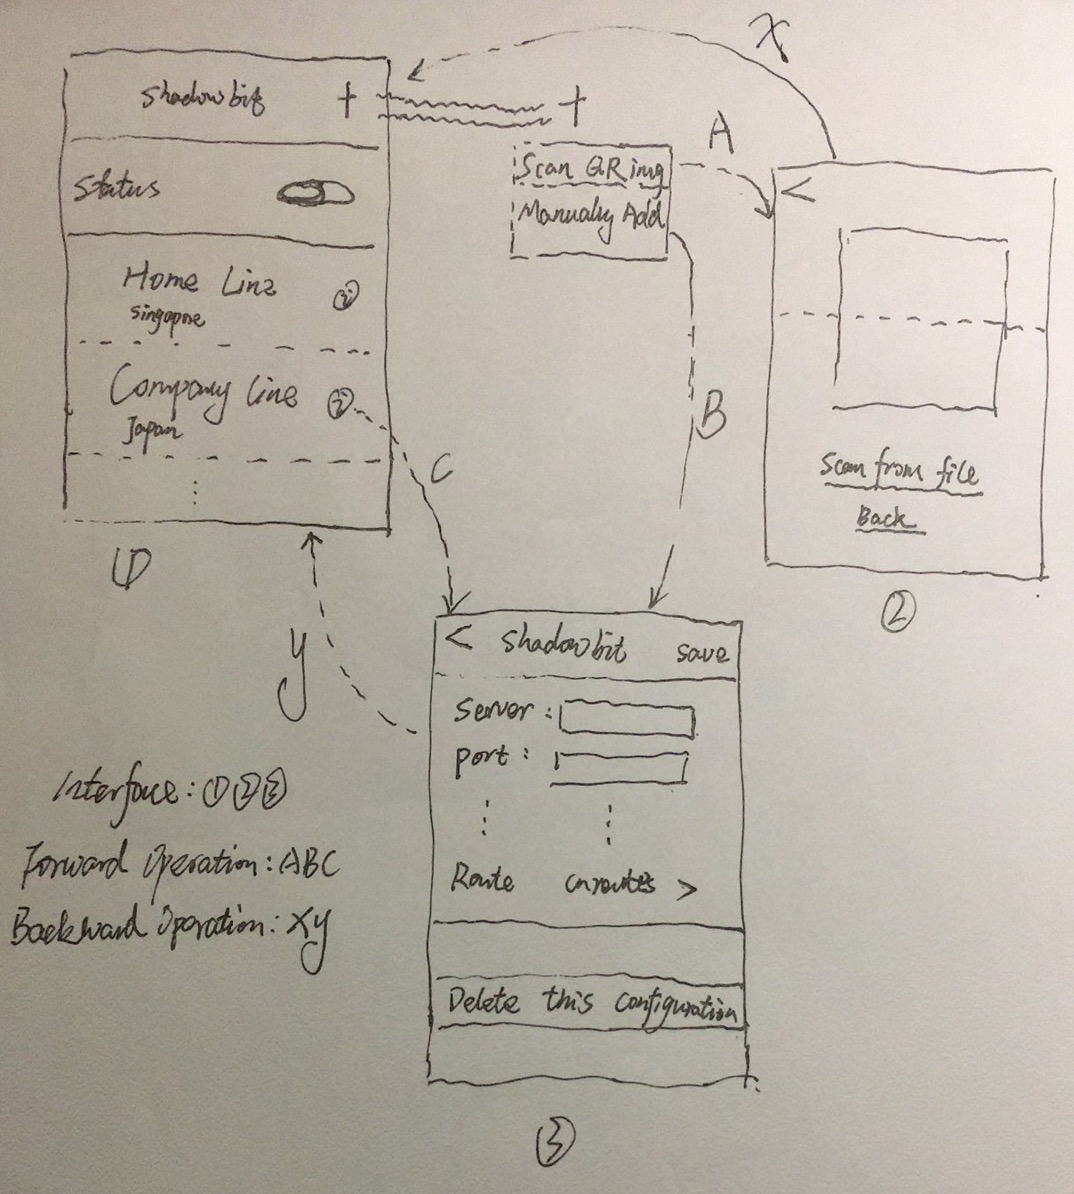 Shadowbit +
+
Status
Home Line
Singapore
i
Company Line
Japan
i
①
Scan QR img
Manually Add
A
B
C
X
Y
<
Scan from file
Back
②
< Shadowbit save
Server :
port :
Route cnroutes >
Delete this configuration
③
Interface: ①②③
Forward Operation: ABC
Backward Operation: XY